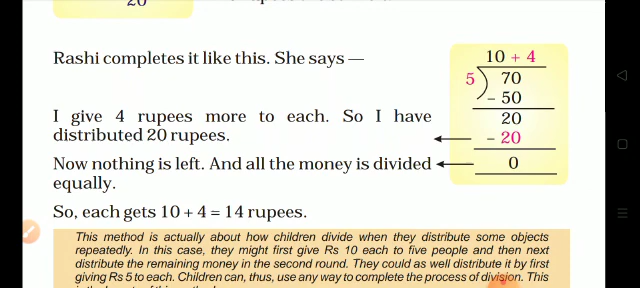 20
Rashi completes it like this. She says —
I give 4 rupees more to each. So I have
distributed 20 rupees.
Now nothing is left. And all the money is divided
equally.
So, each gets 10 + 4 = 14 rupees.
10 + 4
5 ) 70
– 50
20
– 20
0
This method is actually about how children divide when they distribute some objects
repeatedly. In this case, they might first give Rs 10 each to five people and then next
distribute the remaining money in the second round. They could as well distribute it by first
giving Rs 5 to each. Children can, thus, use any way to complete the process of division. This